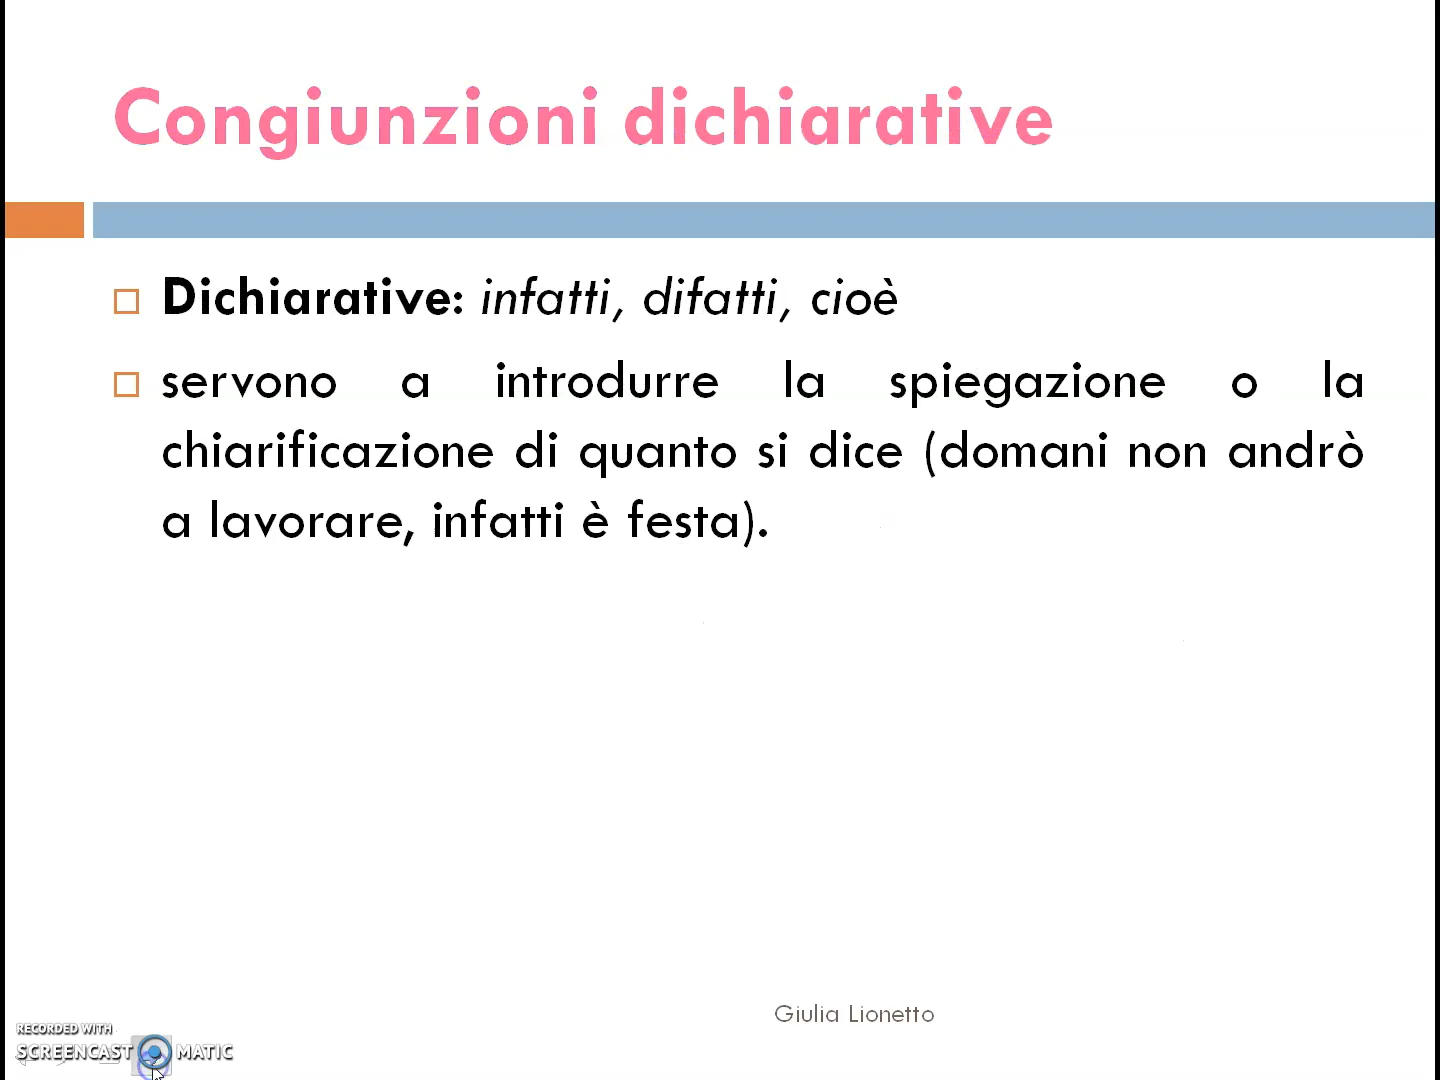 Congiunzioni dichiarative
Dichiarative: infatti, difatti, cioè
servono a introdurre la spiegazione o la
chiarificazione di quanto si dice (domani non andrò
a lavorare, infatti è festa).
Giulia Lionetto
RECORDED WITH
SCREENCAST MATIC